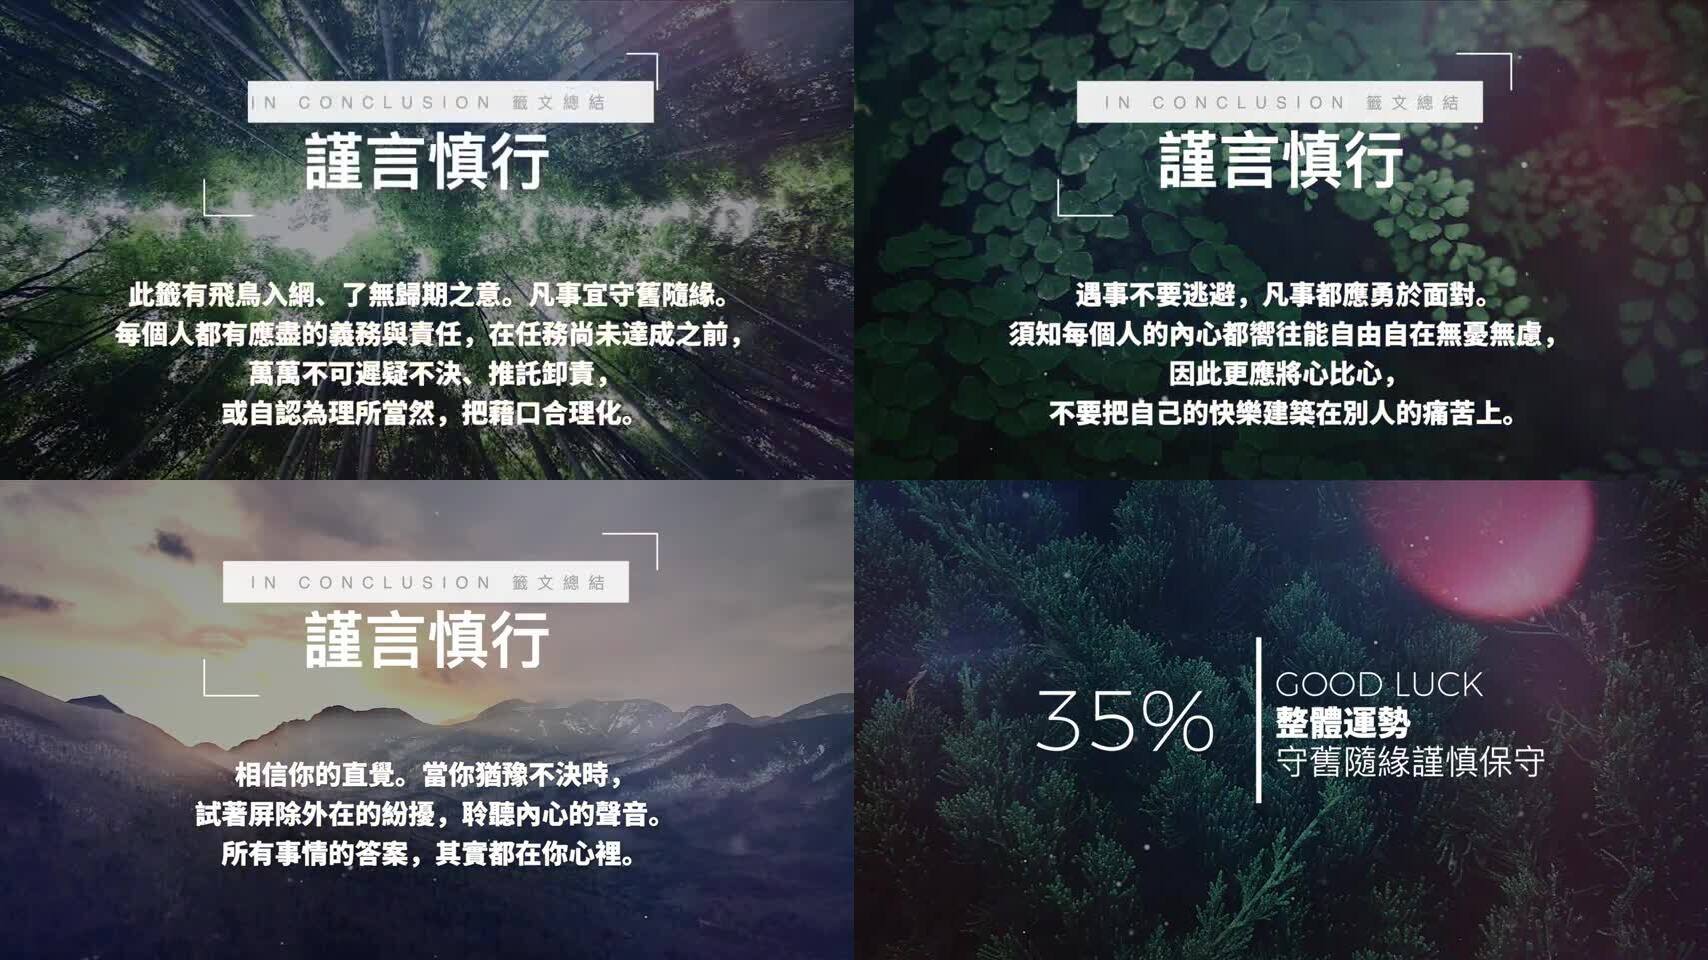 IN CONCLUSION 籤文總結
謹言慎行
此籤有飛鳥入網、了無歸期之意。凡事宜守舊隨緣。
每個人都有應盡的義務與責任，在任務尚未達成之前，
萬萬不可遲疑不決、推託卸責，
或自認為理所當然，把藉口合理化。
IN CONCLUSION 籤文總結
謹言慎行
遇事不要逃避，凡事都應勇於面對。
須知每個人的內心都嚮往能自由自在無憂無慮，
因此更應將心比心，
不要把自己的快樂建築在別人的痛苦上。
IN CONCLUSION 籤文總結
謹言慎行
相信你的直覺。當你猶豫不決時，
試著屏除外在的紛擾，聆聽內心的聲音。
所有事情的答案，其實都在你心裡。
35%
GOOD LUCK
整體運勢
守舊隨緣謹慎保守